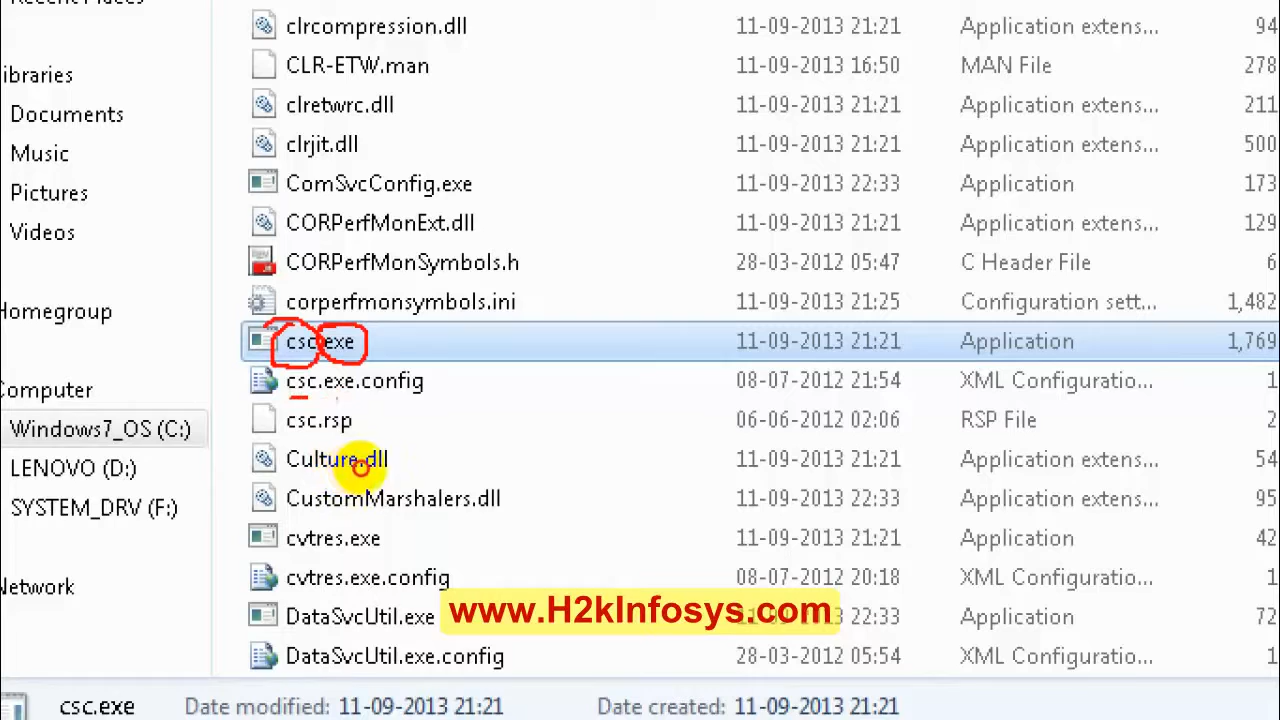 Recent Places
ibraries
Documents
Music
Pictures
Videos
Homegroup
Computer
Windows7_OS (C:)
LENOVO (D:)
SYSTEM_DRV (F:)
Network
clrcompression.dll 11-09-2013 21:21 Application extens... 94
CLR-ETW.man 11-09-2013 16:50 MAN File 278
clretwrc.dll 11-09-2013 21:21 Application extens... 211
clrjit.dll 11-09-2013 21:21 Application extens... 500
ComSvcConfig.exe 11-09-2013 22:33 Application 173
CORPerfMonExt.dll 11-09-2013 21:21 Application extens... 129
CORPerfMonSymbols.h 28-03-2012 05:47 C Header File 6
corperfmonsymbols.ini 11-09-2013 21:25 Configuration sett... 1,482
csc.exe 11-09-2013 21:21 Application 1,769
csc.exe.config 08-07-2012 21:54 XML Configuratio... 1
csc.rsp 06-06-2012 02:06 RSP File 2
Culture.dll 11-09-2013 21:21 Application extens... 54
CustomMarshalers.dll 11-09-2013 22:33 Application extens... 95
cvtres.exe 11-09-2013 21:21 Application 42
cvtres.exe.config 08-07-2012 20:18 XML Configuratio... 1
DataSvcUtil.exe 22:33 Application 72
www.H2kInfosys.com
DataSvcUtil.exe.config 28-03-2012 05:54 XML Configuratio... 1
csc.exe Date modified: 11-09-2013 21:21 Date created: 11-09-2013 21:21